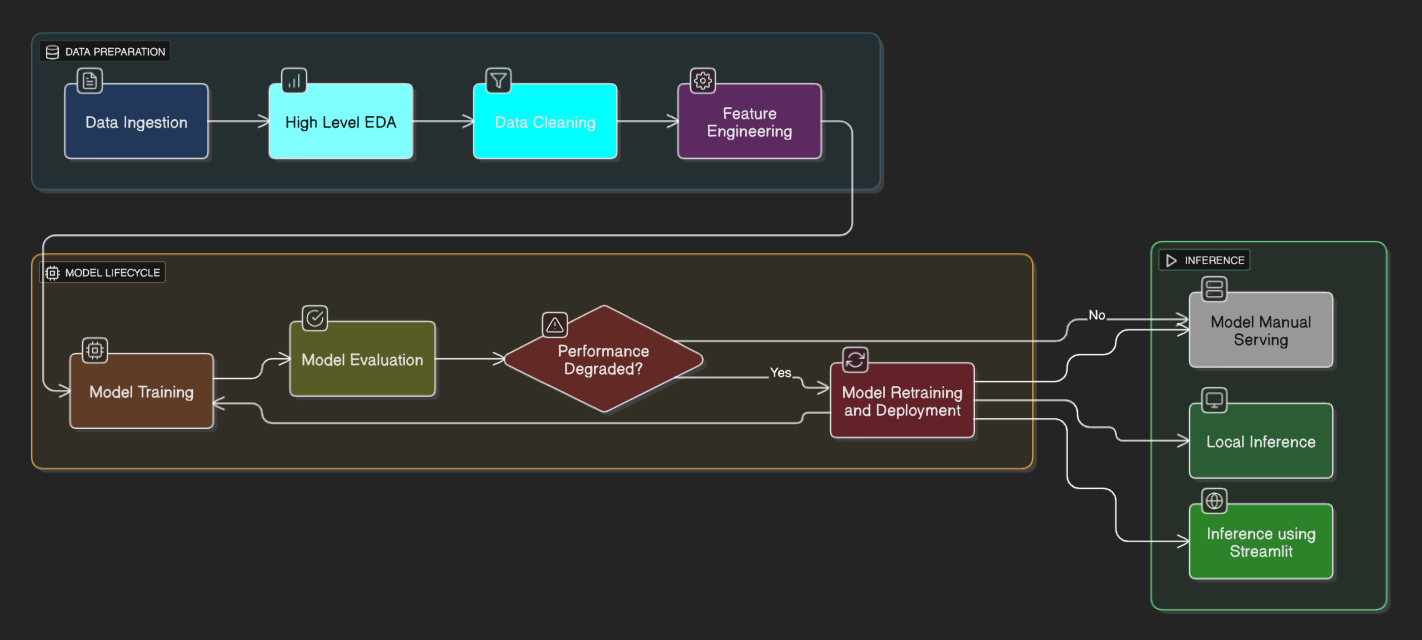 DATA PREPARATION
Data Ingestion
High Level EDA
Data Cleaning
Feature
Engineering
MODEL LIFECYCLE
Model Training
Model Evaluation
Performance
Degraded?
No
Yes
Model Retraining
and Deployment
INFERENCE
Model Manual
Serving
Local Inference
Inference using
Streamlit